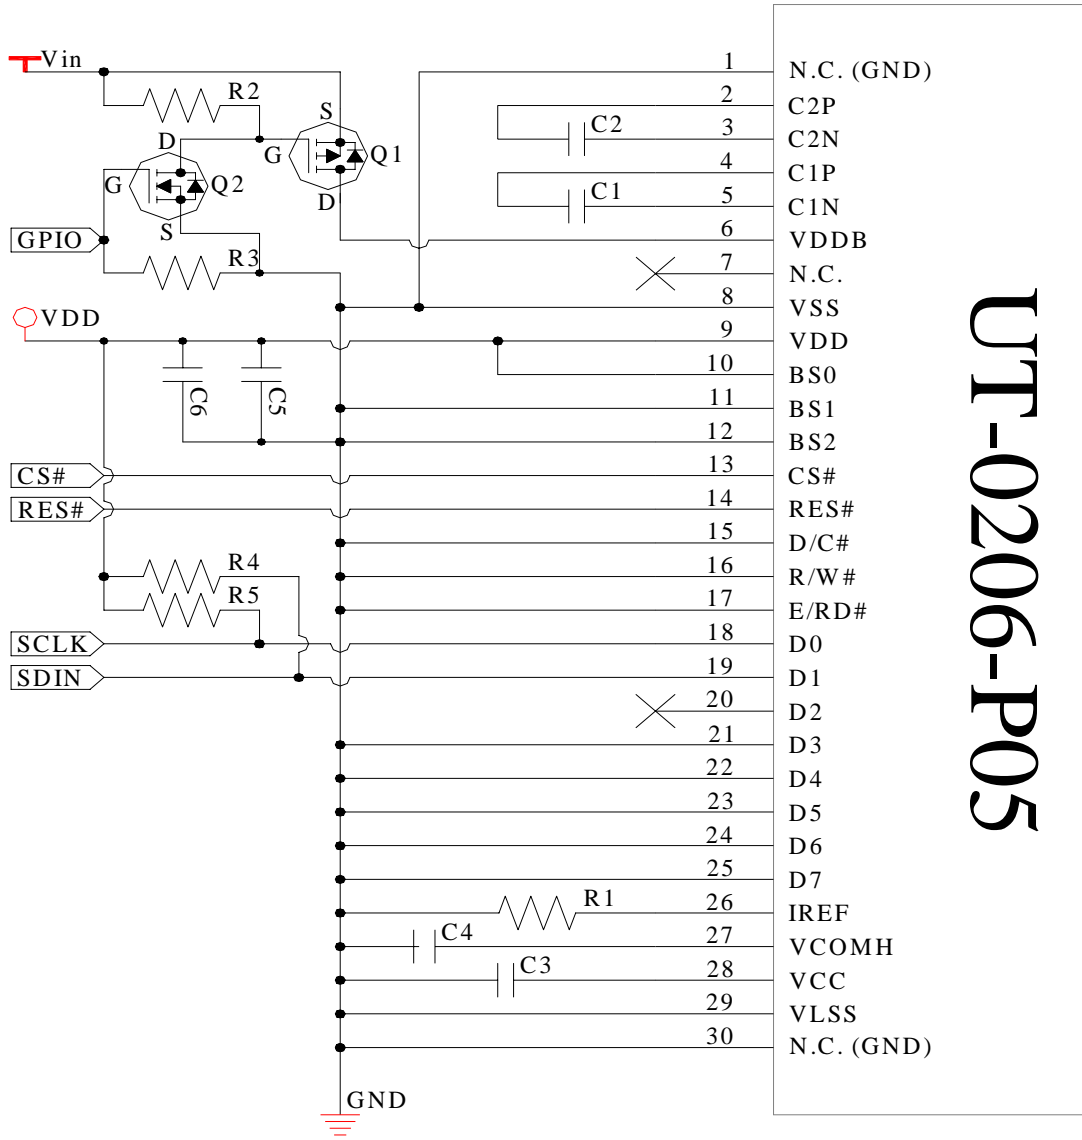 Vin
R2
S
D
G
Q1
G
Q2
D
S
GPIO
R3
VDD
C6
C5
CS#
RES#
R4
R5
SCLK
SDIN
C2
C1
C4
R1
C3
GND
1 N.C. (GND)
2 C2P
3 C2N
4 C1P
5 C1N
6 VDDB
7 N.C.
8 VSS
9 VDD
10 BS0
11 BS1
12 BS2
13 CS#
14 RES#
15 D/C#
16 R/W#
17 E/RD#
18 D0
19 D1
20 D2
21 D3
22 D4
23 D5
24 D6
25 D7
26 IREF
27 VCOMH
28 VCC
29 VLSS
30 N.C. (GND)
UT-0206-P05